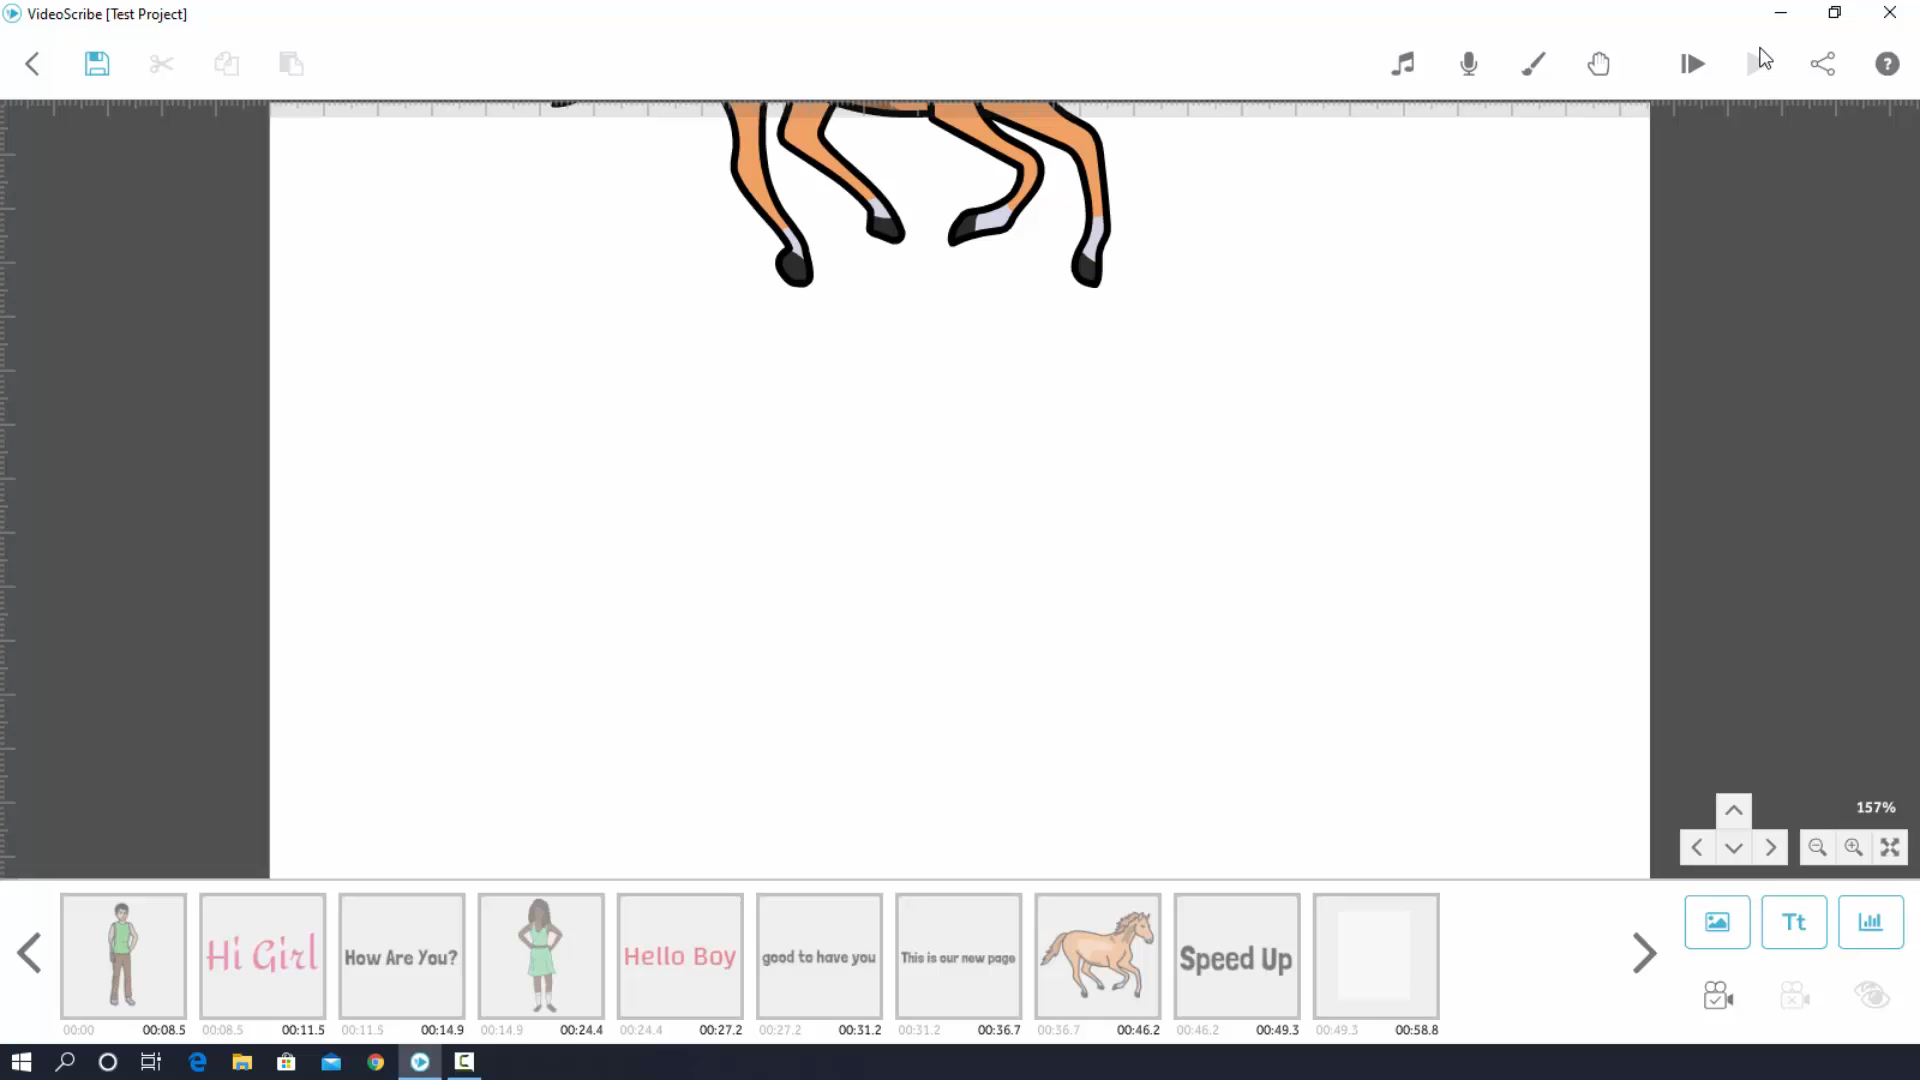 VideoScribe [Test Project]
?
157%
Hi Girl
How Are You?
Hello Boy
good to have you
This is our new page
Speed Up
Tt
00:00 00:08.5
00:08.5 00:11.5
00:11.5 00:14.9
00:14.9 00:24.4
00:24.4 00:27.2
00:27.2 00:31.2
00:31.2 00:36.7
00:36.7 00:46.2
00:46.2 00:49.3
00:49.3 00:58.8